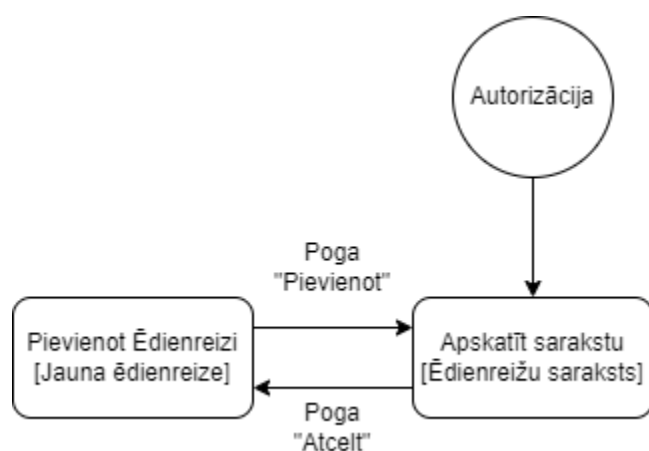 Autorizācija
Poga
"Pievienot"
Pievienot Ēdienreizi
[Jauna ēdienreize]
Apskatīt sarakstu
[Ēdienreižu saraksts]
Poga
"Atcelt"